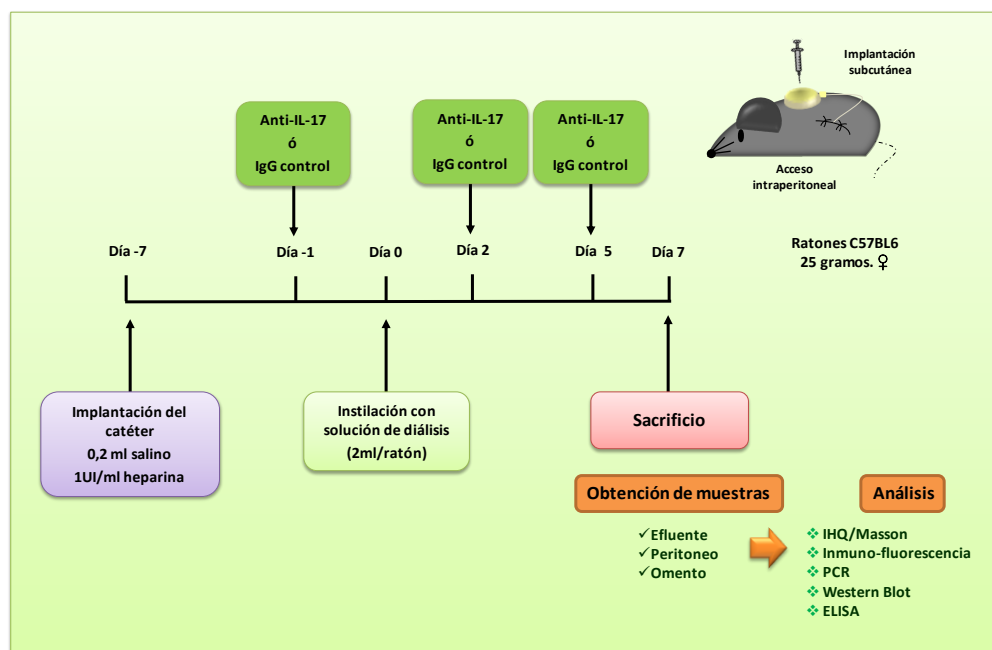 Implantación
subcutánea
Acceso
intraperitoneal
Ratones C57BL6
25 gramos. ♀
Anti-IL-17
ó
IgG control
Anti-IL-17
ó
IgG control
Anti-IL-17
ó
IgG control
Día -7
Día -1
Día 0
Día 2
Día 5
Día 7
Implantación del
catéter
0,2 ml salino
1UI/ml heparina
Instilación con
solución de diálisis
(2ml/ratón)
Sacrificio
Obtención de muestras
✓Efluente
✓Peritoneo
✓Omento
Análisis
❖ IHQ/Masson
❖ Inmuno-fluorescencia
❖ PCR
❖ Western Blot
❖ ELISA